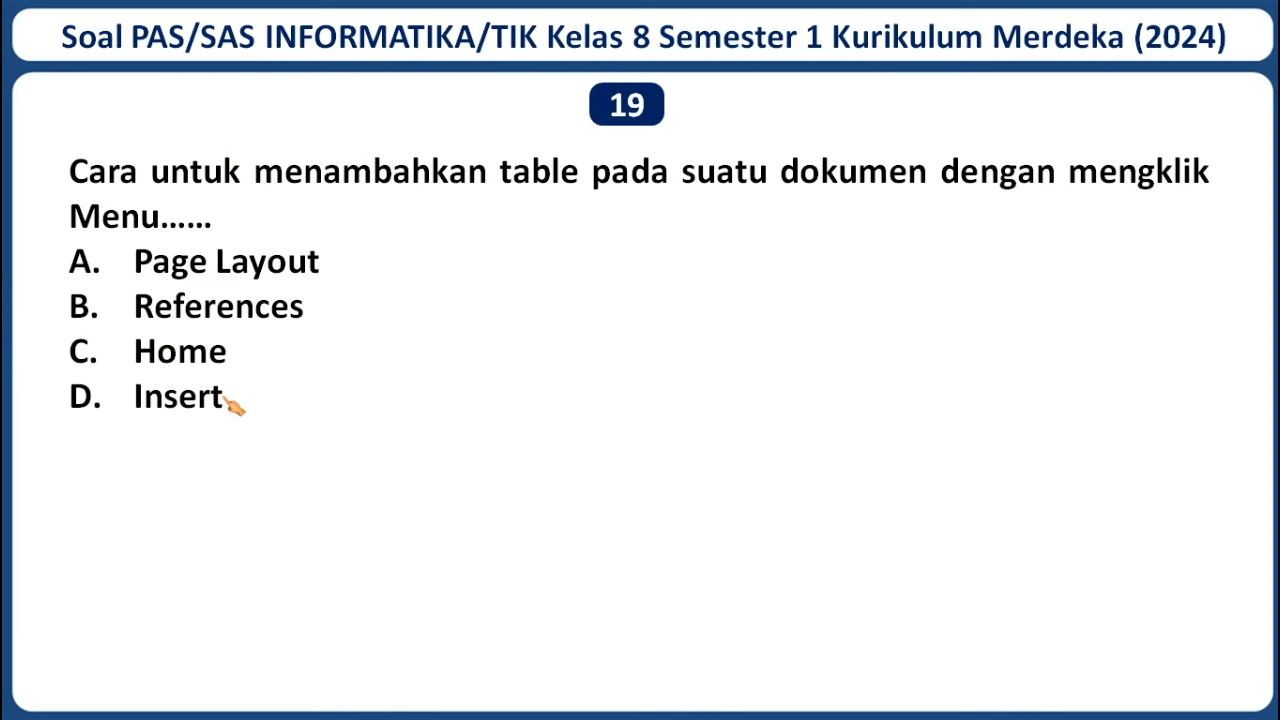 Soal PAS/SAS INFORMATIKA/TIK Kelas 8 Semester 1 Kurikulum Merdeka (2024)
19
Cara untuk menambahkan table pada suatu dokumen dengan mengklik
Menu......
A. Page Layout
B. References
C. Home
D. Insert